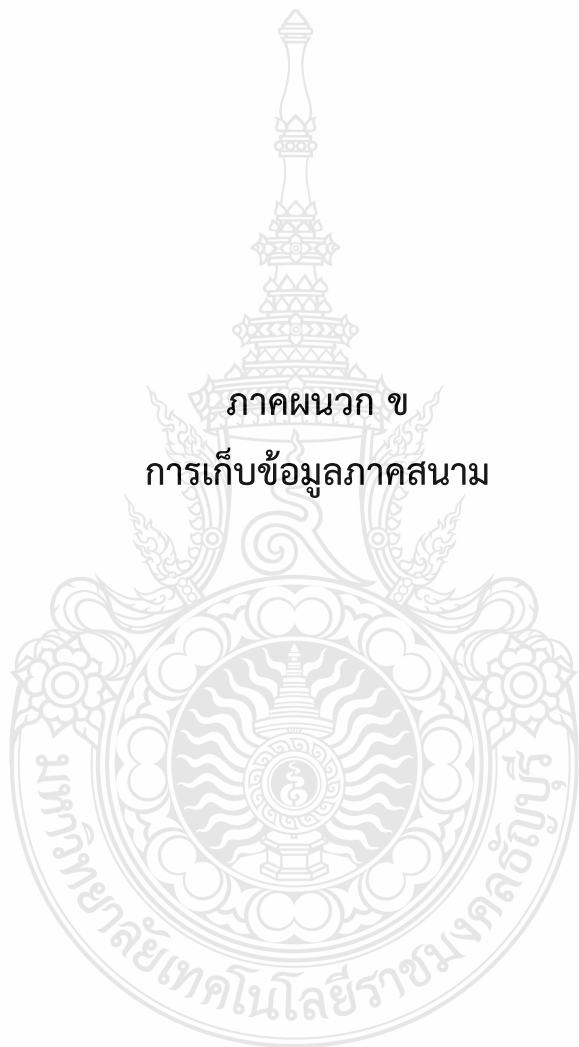 ภาคผนวก ข
การเก็บข้อมูลภาคสนาม
มหาวิทยาลัยเทคโนโลยีราชมงคลธัญบุรี